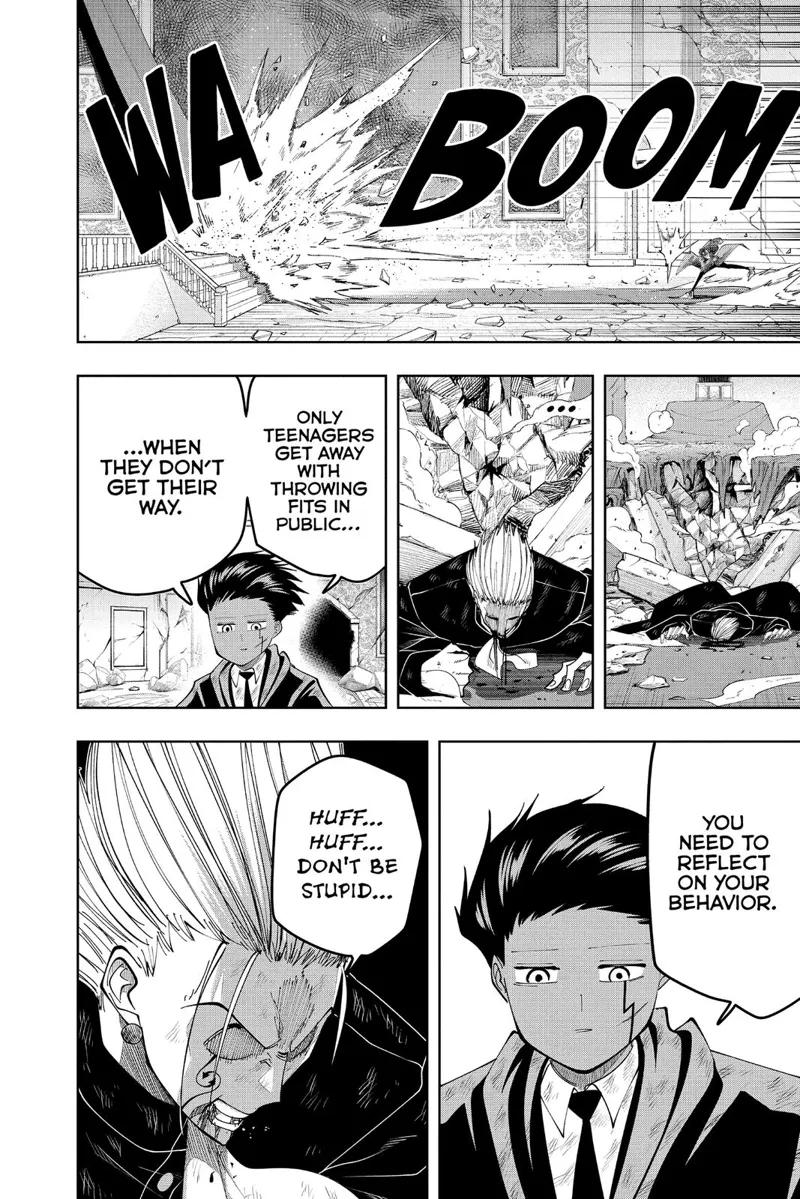 WA BOOM
...
ONLY
TEENAGERS
GET AWAY
WITH
THROWING
FITS IN
PUBLIC...
...WHEN
THEY DON'T
GET THEIR
WAY.
YOU
NEED TO
REFLECT
ON YOUR
BEHAVIOR.
HUFF...
HUFF...
DON'T BE
STUPID...